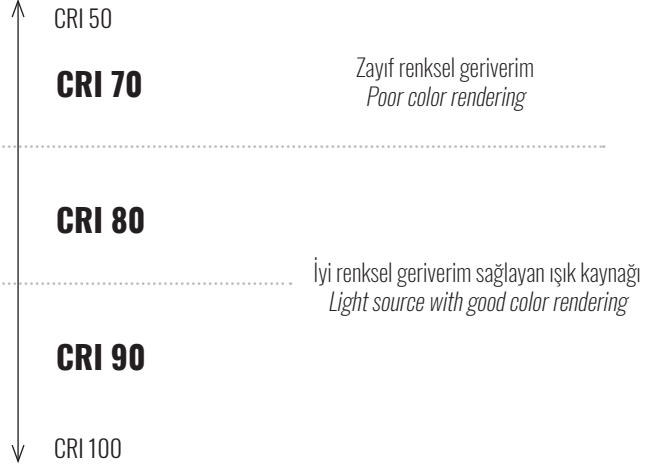 CRI 50
CRI 70
Zayıf renksel geriverim
Poor color rendering
CRI 80
İyi renksel geriverim sağlayan ışık kaynağı
Light source with good color rendering
CRI 90
CRI 100